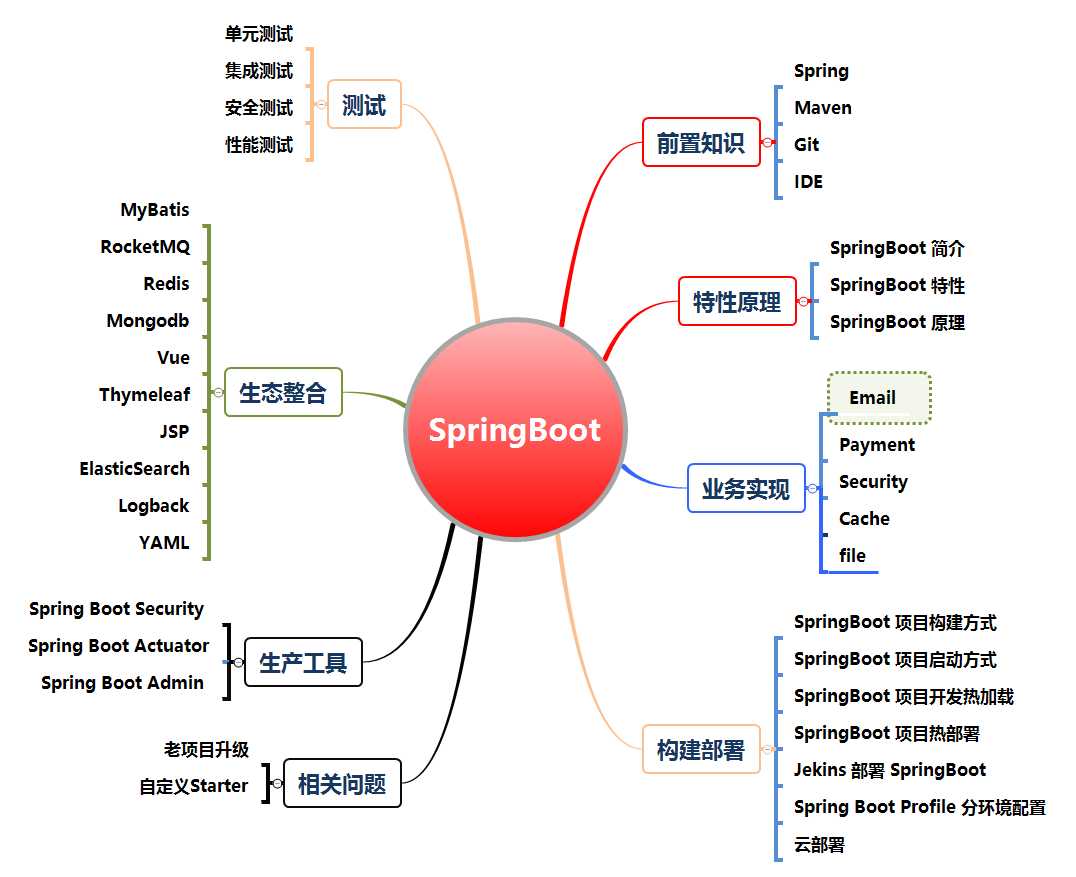 SpringBoot
前置知识
Spring
Maven
Git
IDE
特性原理
SpringBoot 简介
SpringBoot 特性
SpringBoot 原理
业务实现
Email
Payment
Security
Cache
file
构建部署
SpringBoot 项目构建方式
SpringBoot 项目启动方式
SpringBoot 项目开发热加载
SpringBoot 项目热部署
Jekins 部署 SpringBoot
Spring Boot Profile 分环境配置
云部署
测试
单元测试
集成测试
安全测试
性能测试
生态整合
MyBatis
RocketMQ
Redis
Mongodb
Vue
Thymeleaf
JSP
ElasticSearch
Logback
YAML
生产工具
Spring Boot Security
Spring Boot Actuator
Spring Boot Admin
相关问题
老项目升级
自定义Starter